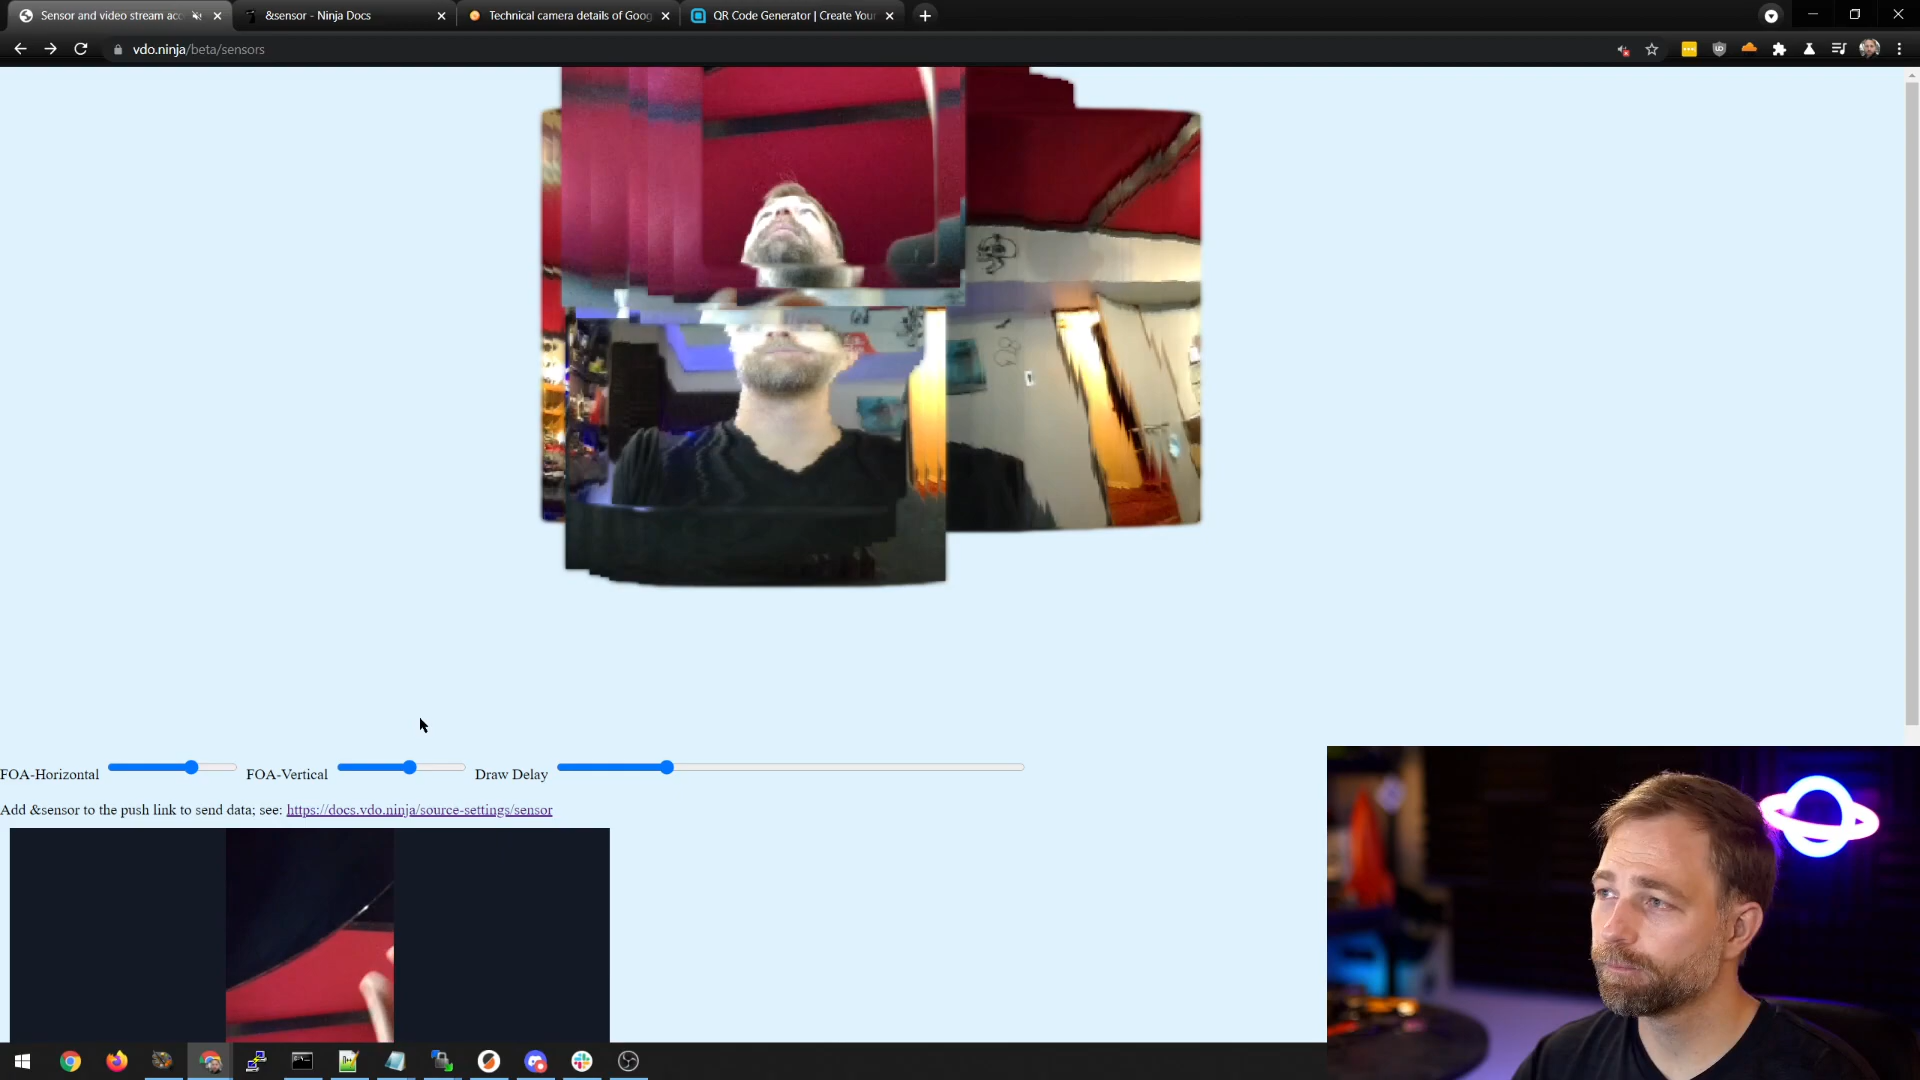 Sensor and video stream acc
&sensor - Ninja Docs
Technical camera details of Goog
QR Code Generator | Create Your
vdo.ninja/beta/sensors
FOA-Horizontal
FOA-Vertical
Draw Delay
Add &sensor to the push link to send data; see: https://docs.vdo.ninja/source-settings/sensor